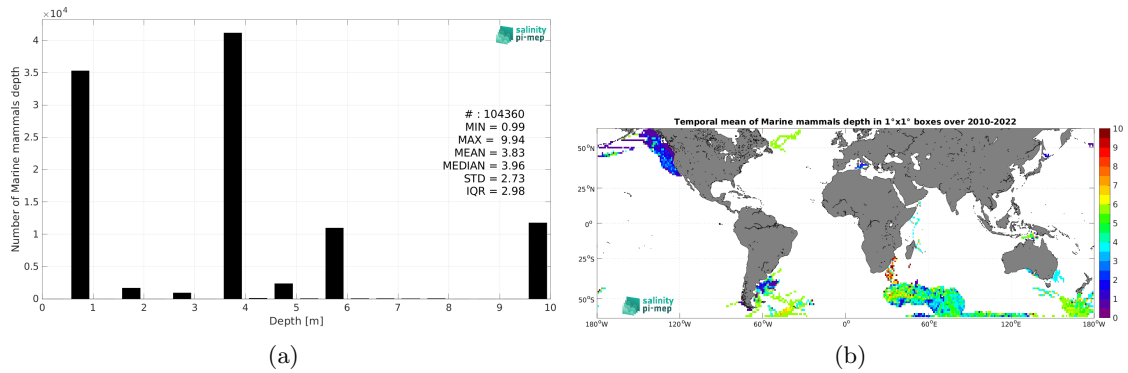 ×10⁴
4
3.5
3
2.5
2
1.5
1
0.5
0
Number of Marine mammals depth
salinity
pi-mep
# : 104360
MIN = 0.99
MAX = 9.94
MEAN = 3.83
MEDIAN = 3.96
STD = 2.73
IQR = 2.98
0 1 2 3 4 5 6 7 8 9 10
Depth [m]
(a)
Temporal mean of Marine mammals depth in 1°x1° boxes over 2010-2022
50°N
25°N
0°
25°S
50°S
salinity
pi-mep
180°W 120°W 60°W 0° 60°E 120°E 180°W
10
9
8
7
6
5
4
3
2
1
0
(b)